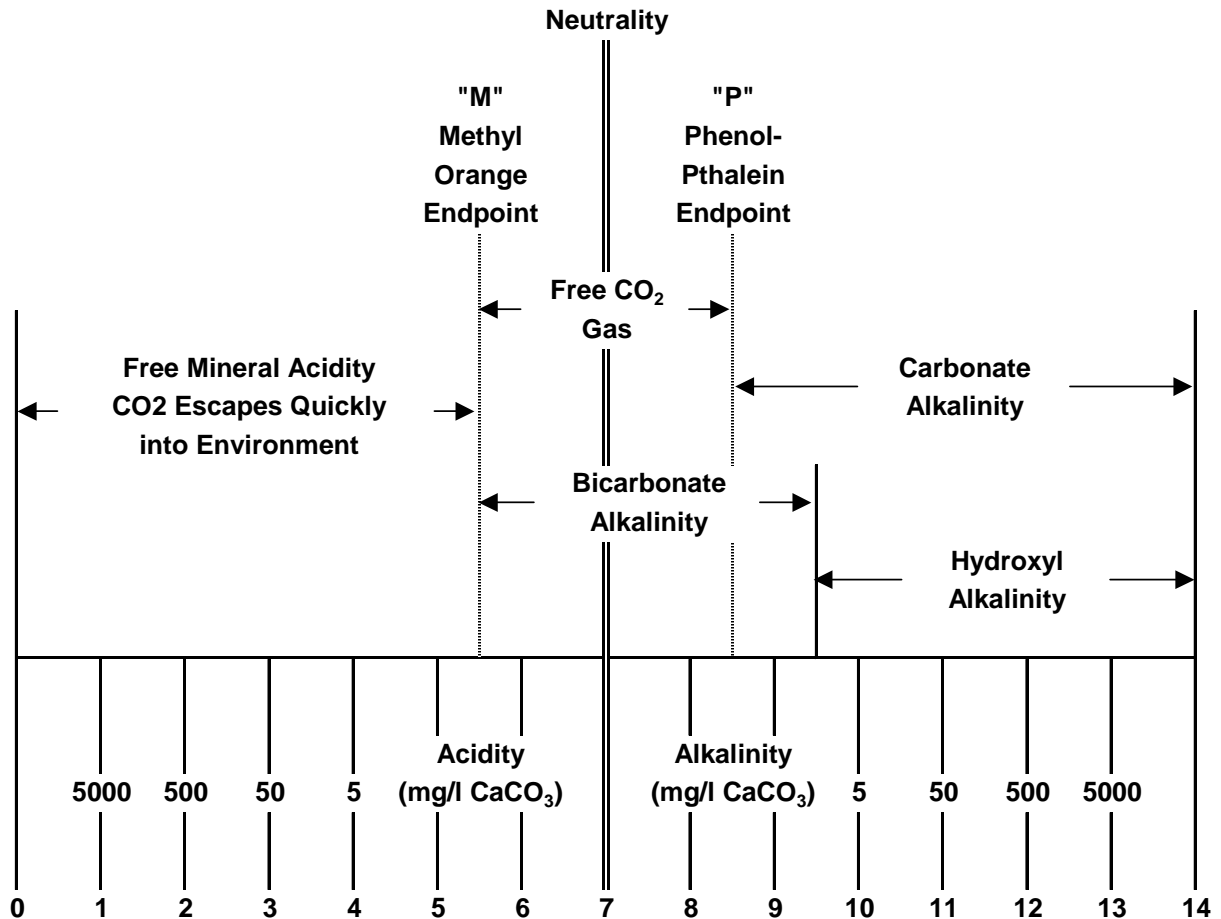 Neutrality
"M"
Methyl
Orange
Endpoint
"P"
Phenol-
Pthalein
Endpoint
Free CO₂
Gas
Free Mineral Acidity
CO2 Escapes Quickly
into Environment
Carbonate
Alkalinity
Bicarbonate
Alkalinity
Hydroxyl
Alkalinity
Acidity
(mg/l CaCO₃)
Alkalinity
(mg/l CaCO₃)
5000 500 50 5
5 50 500 5000
0 1 2 3 4 5 6 7 8 9 10 11 12 13 14